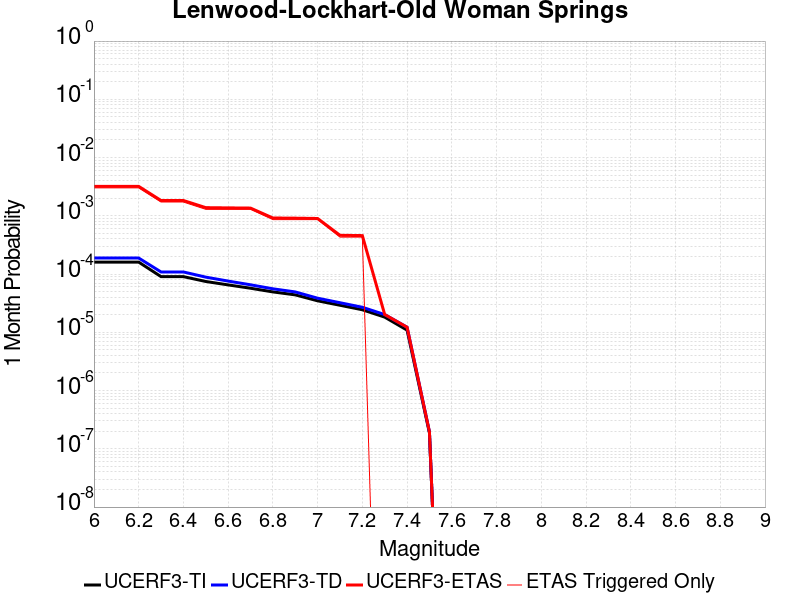 Lenwood-Lockhart-Old Woman Springs
10^0
10^-1
10^-2
10^-3
10^-4
10^-5
10^-6
10^-7
10^-8
1 Month Probability
6 6.2 6.4 6.6 6.8 7 7.2 7.4 7.6 7.8 8 8.2 8.4 8.6 8.8 9
Magnitude
UCERF3-TI UCERF3-TD UCERF3-ETAS ETAS Triggered Only